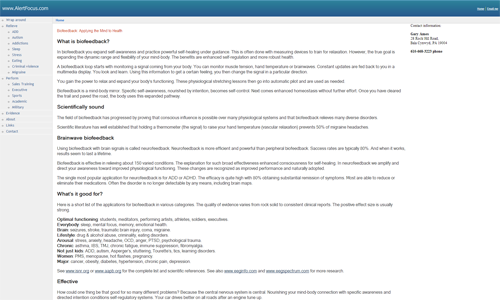 www.AlertFocus.com
Home | Email us
Wrap around
Home
Reform
add
autism
addictions
Sleep
Stress
Eating
Criminal violence
Migraine
Perform
Cyber Training
Executive
Sports
Academic
Military
Evidence
About
Links
Contact
Biofeedback: Applying the Mind to Health
What is biofeedback?
In biofeedback you expand self-awareness and practice powerful self-healing under guidance. This is often done with measuring devices to train for relaxation. However, the true goal is
expanding the dynamic range and flexibility of your mind body. The benefits are enhanced self-regulation and more robust health.
A biofeedback loop starts with monitoring a signal coming from your body. You can monitor muscle tension, hand temperature or brainwaves. Constant updates are fed back to you in a
multimedia display. You look and learn. Using this information to get a certain feeling, you then change the signal in a particular direction.
You gain the power to relax and expand your body's functions. These physiological stretching lessons then go into automatic pilot and are used as needed.
Biofeedback is a mind-body mirror. Specific self-awareness, nourished by intention, becomes self-control. Next comes enhanced homeostasis without further effort. Once you have cleared
the trail and paved the road, the body uses this expanded pathway.
Scientifically sound
The field of biofeedback has progressed by proving that conscious influence is possible over many physiological systems and that biofeedback relieves many diverse disorders.
Scientific literature has well established that holding a thermometer (the signal) to raise your hand temperature (vascular relaxation) prevents 50% of migraine headaches.
Brainwave biofeedback
Using biofeedback with brain signals is called neurofeedback. Neurofeedback is more efficient and powerful than peripheral biofeedback. Success rates are typically 80%. And when it works,
results seem to last a lifetime.
Biofeedback is effective in relieving about 150 varied conditions. The explanation for such broad effectiveness is enhanced consciousness for self-healing. In neurofeedback we amplify and
direct your awareness toward improved physiological functioning. These changes are recognized as improved performance and naturally adopted.
The single most popular application for neurofeedback is for ADD or ADHD. The efficacy is quite high with 80% obtaining substantial remission of symptoms. Most are able to reduce or
eliminate their medications. Often the disorder is no longer detectable by any means, including brain maps.
What's it good for?
Here is a short list of the applications for biofeedback in various categories. The quality of evidence varies from rock solid to consistent clinical reports. The positive effect size is usually
strong.
Optimal functioning: students, meditators, performing artists, athletes, soldiers, executives
Everybody: sleep, mental focus, memory, emotional health
Brain: seizures, stroke, traumatic brain injury, coma, migraine
Lifestyle: drug & alcohol abuse, criminality, eating disorders
Arousal: stress, anxiety, headache, OCD, anger, PTSD, psychological trauma
Chronic: asthma, IBS, TMJ, chronic fatigue, immune suppression, fibromyalgia
Not just kids: ADD, autism, Asperger's, stuttering, Tourette's, tics, learning disorders
Women: PMS, menopause, hot flashes, pregnancy
Major: cancer, obesity, diabetes, hypertension, chronic pain, depression
See www.isnr.org or www.aapb.org for the complete list and scientific references. See also www.eeginfo.com and www.eegspectrum.com for more research.
Effective
How could one thing be that good for so many different problems? Because the central nervous system is central. Nourishing your mind-body connection with specific awareness and
directed intention conditions self-regulatory systems. Your car drives better on all roads after an engine tune up.
Contact information:
Gary Ames
Bala Cynwyd, PA 19004